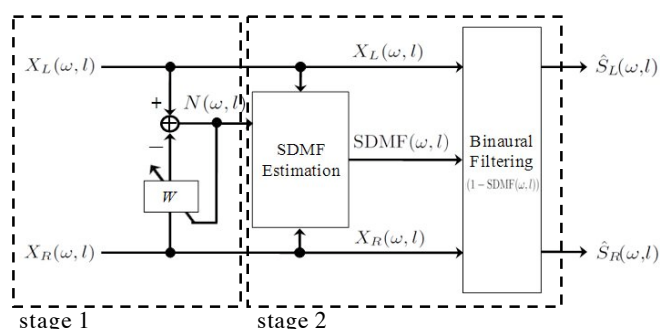 X_L(ω, l)
X_L(ω, l)
Ŝ_L(ω,l)
+
N(ω, l)
−
W
SDMF
Estimation
SDMF(ω, l)
Binaural
Filtering
(1 − SDMF(ω, l))
X_R(ω, l)
X_R(ω, l)
Ŝ_R(ω,l)
stage 1
stage 2